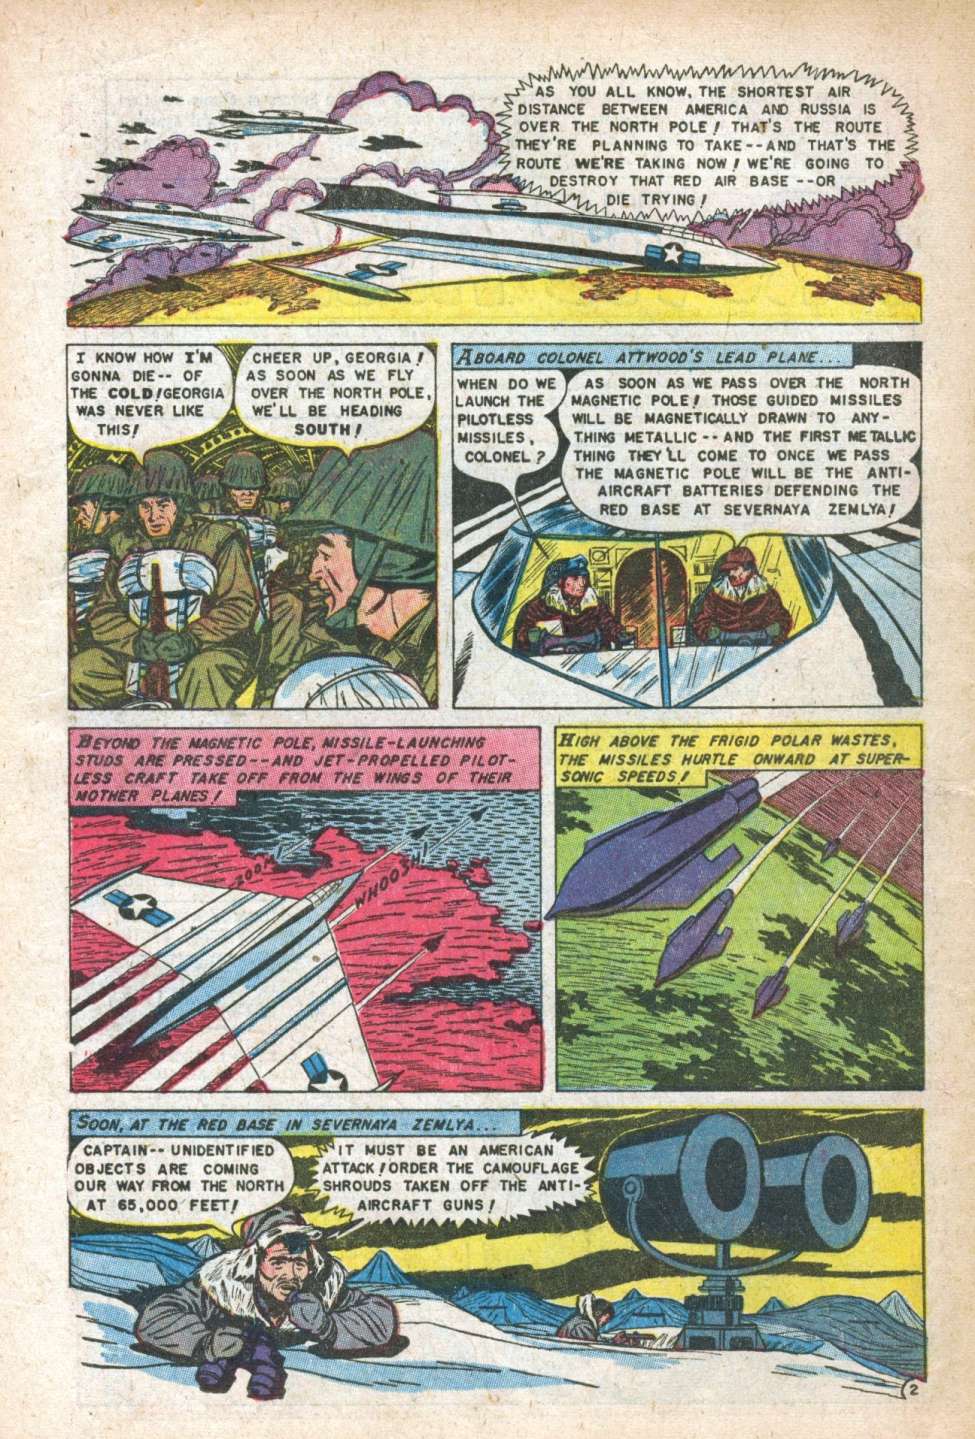 AS YOU ALL KNOW, THE SHORTEST AIR
DISTANCE BETWEEN AMERICA AND RUSSIA IS
OVER THE NORTH POLE! THAT'S THE ROUTE
THEY'RE PLANNING TO TAKE--AND THAT'S THE
ROUTE WE'RE TAKING NOW! WE'RE GOING TO
DESTROY THAT RED AIR BASE--OR
DIE TRYING!
I KNOW HOW I'M
GONNA DIE-- OF
THE COLD! GEORGIA
WAS NEVER LIKE
THIS!
CHEER UP, GEORGIA!
AS SOON AS WE FLY
OVER THE NORTH POLE,
WE'LL BE HEADING
SOUTH!
ABOARD COLONEL ATTWOOD'S LEAD PLANE...
WHEN DO WE
LAUNCH THE
PILOTLESS
MISSILES,
COLONEL?
AS SOON AS WE PASS OVER THE NORTH
MAGNETIC POLE! THOSE GUIDED MISSILES
WILL BE MAGNETICALLY DRAWN TO ANY-
THING METALLIC--AND THE FIRST METALLIC
THING THEY'LL COME TO ONCE WE PASS
THE MAGNETIC POLE WILL BE THE ANTI-
AIRCRAFT BATTERIES DEFENDING THE
RED BASE AT SEVERNAYA ZEMLYA!
BEYOND THE MAGNETIC POLE, MISSILE-LAUNCHING
STUDS ARE PRESSED--AND JET-PROPELLED PILOT-
LESS CRAFT TAKE OFF FROM THE WINGS OF THEIR
MOTHER PLANES!
ZOOM
WHOOSH!
HIGH ABOVE THE FRIGID POLAR WASTES,
THE MISSILES HURTLE ONWARD AT SUPER-
SONIC SPEEDS!
SOON, AT THE RED BASE IN SEVERNAYA ZEMLYA...
CAPTAIN-- UNIDENTIFIED
OBJECTS ARE COMING
OUR WAY FROM THE NORTH
AT 65,000 FEET!
IT MUST BE AN AMERICAN
ATTACK! ORDER THE CAMOUFLAGE
SHROUDS TAKEN OFF THE ANTI-
AIRCRAFT GUNS!
2